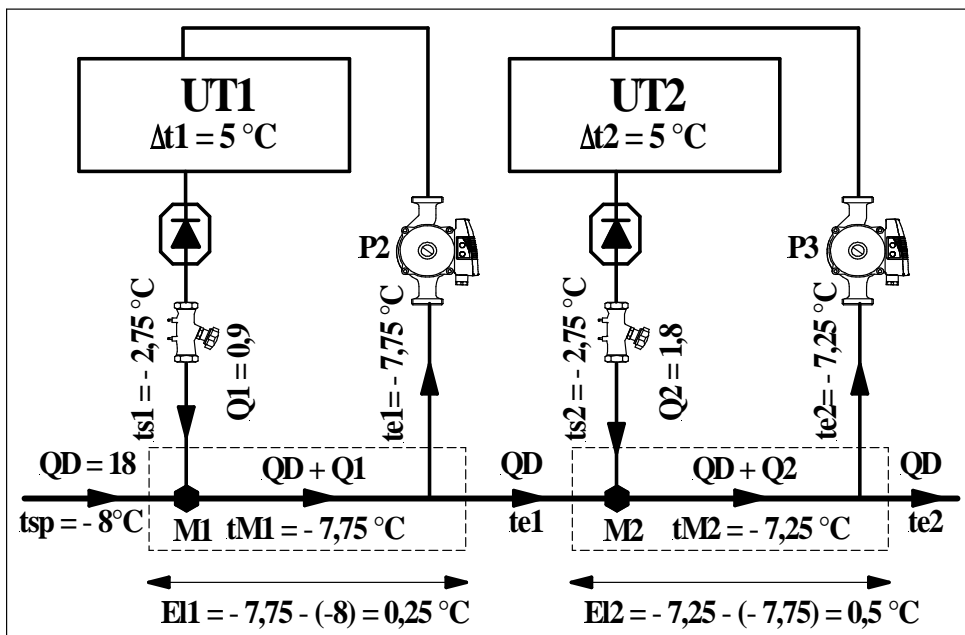 UT1
Δt1 = 5 °C
UT2
Δt2 = 5 °C
P2
P3
ts1 = - 2,75 °C
Q1 = 0,9
te1= - 7,75 °C
ts2 = - 2,75 °C
Q2 = 1,8
te2= - 7,25 °C
QD = 18
QD + Q1
QD
QD + Q2
QD
tsp = - 8°C
M1
tM1 = - 7,75 °C
te1
M2
tM2 = - 7,25 °C
te2
El1 = - 7,75 - (-8) = 0,25 °C
El2 = - 7,25 - (- 7,75) = 0,5 °C